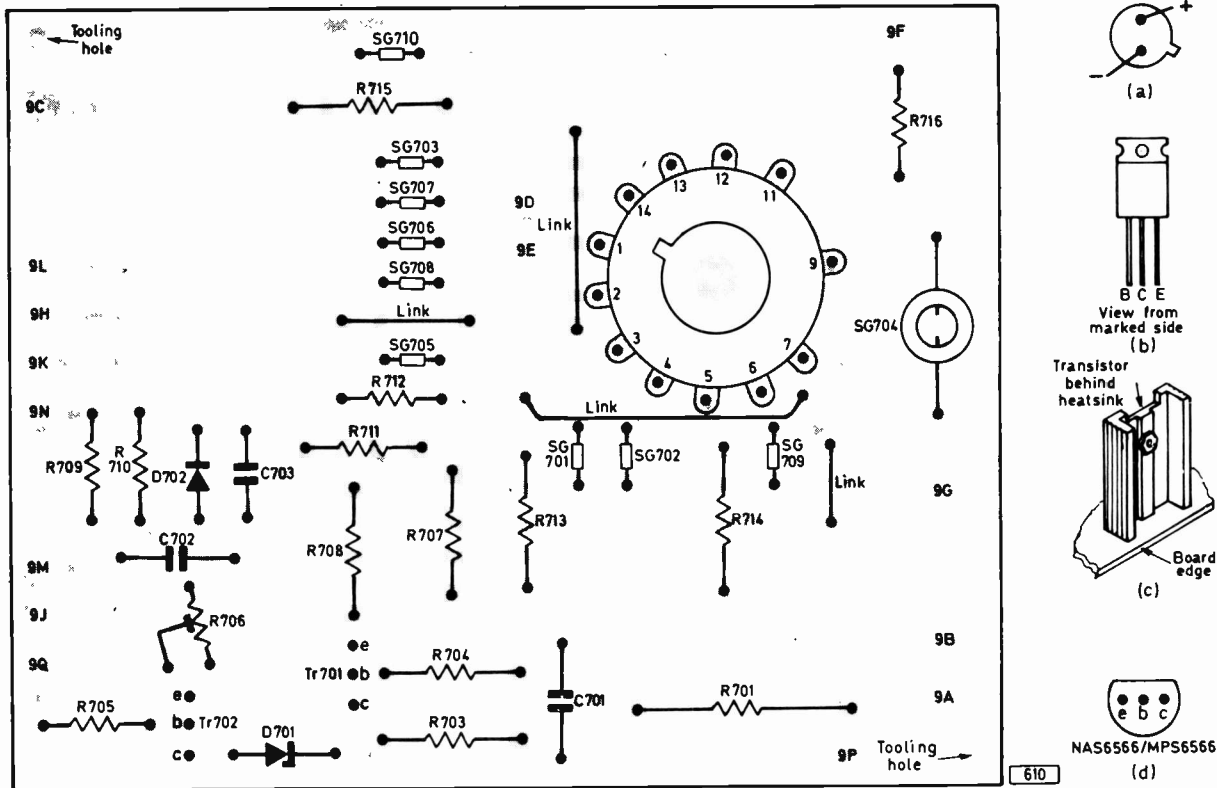 Tooling
hole
SG710
9F
9C
R715
R716
SG703
SG707
9D
Link
SG706
9E
9L
SG708
9H
Link
SG705
9K
R712
9N
Link
R711
R709
R
710
D702
C703
SG
701
SG702
SG
709
Link
9G
R708
R707
R713
R714
C702
9M
9J
R706
9Q
e
Tr701
b
c
R704
9B
C701
R701
9A
R705
e
b
Tr702
c
D701
R703
9P
Tooling
hole
1
2
3
4
5
6
7
9
11
12
13
14
SG704
610
+
−
(a)
B C E
View from
marked side
(b)
Transistor
behind
heatsink
Board
edge
(c)
e b c
NAS6566/MPS6566
(d)